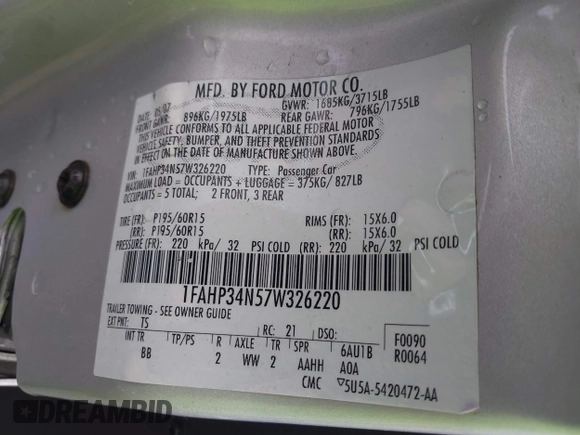 MFD. BY FORD MOTOR CO.
DATE: 05/07 GVWR: 1685KG/3715LB
FRONT GAWR: 896KG/1975LB REAR GAWR: 796KG/1755LB
THIS VEHICLE CONFORMS TO ALL APPLICABLE FEDERAL MOTOR
VEHICLE SAFETY, BUMPER, AND THEFT PREVENTION STANDARDS
IN EFFECT ON THE DATE OF MANUFACTURE SHOWN ABOVE.
VIN: 1FAHP34N57W326220 TYPE: Passenger Car
MAXIMUM LOAD = OCCUPANTS + LUGGAGE = 375KG/ 827LB
OCCUPANTS = 5 TOTAL; 2 FRONT, 3 REAR
TIRE (FR): P195/60R15 RIMS (FR): 15X6.0
(RR): P195/60R15 (RR): 15X6.0
PRESSURE (FR): 220 kPa/ 32 PSI COLD (RR): 220 kPa/ 32 PSI COLD
1FAHP34N57W326220
TRAILER TOWING - SEE OWNER GUIDE
EXT PNT: TS RC: 21 DSO: F0090
INT TR TP/PS R AXLE TR SPR 6AU1B R0064
BB 2 WW 2 AAHH A0A
CMC 5U5A-5420472-AA
DREAMBID